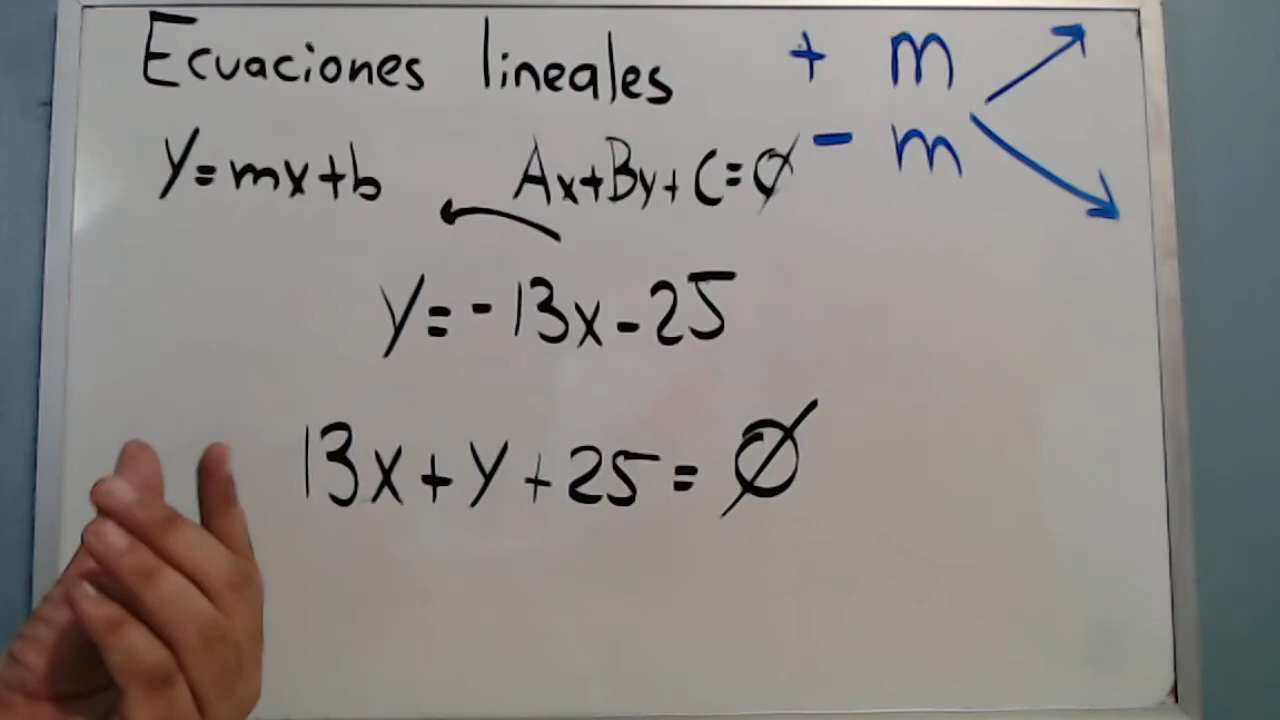 Ecuaciones lineales + m
y=mx+b Ax+By+C=∅ - m
y=-13x-25
13x+y+25=∅